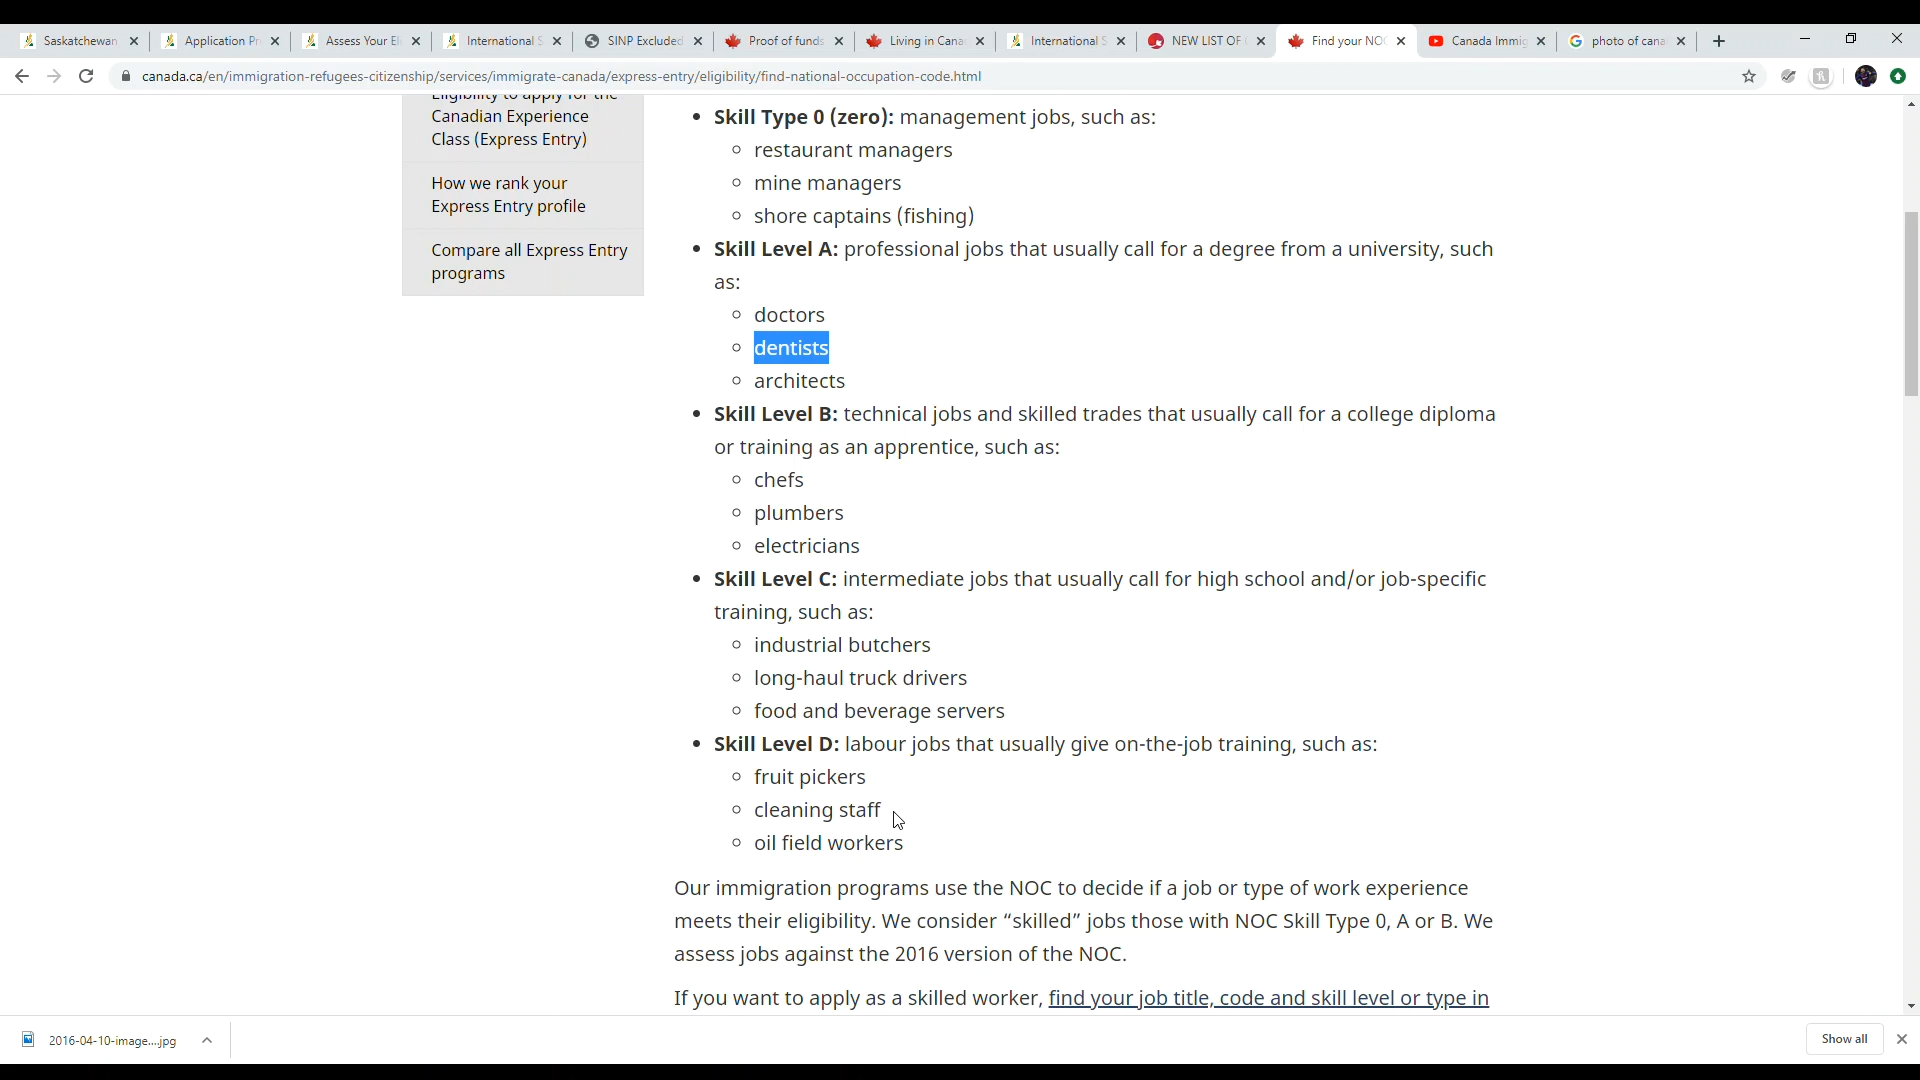 Saskatchewan
Application Pr
Assess Your El
International S
SINP Excluded
Proof of funds
Living in Cana
International S
NEW LIST OF
Find your NO
Canada Immig
photo of cana
canada.ca/en/immigration-refugees-citizenship/services/immigrate-canada/express-entry/eligibility/find-national-occupation-code.html
Eligibility to apply for the
Canadian Experience
Class (Express Entry)
How we rank your
Express Entry profile
Compare all Express Entry
programs
• Skill Type 0 (zero): management jobs, such as:
restaurant managers
mine managers
shore captains (fishing)
• Skill Level A: professional jobs that usually call for a degree from a university, such
as:
doctors
dentists
architects
• Skill Level B: technical jobs and skilled trades that usually call for a college diploma
or training as an apprentice, such as:
chefs
plumbers
electricians
• Skill Level C: intermediate jobs that usually call for high school and/or job-specific
training, such as:
industrial butchers
long-haul truck drivers
food and beverage servers
• Skill Level D: labour jobs that usually give on-the-job training, such as:
fruit pickers
cleaning staff
oil field workers
Our immigration programs use the NOC to decide if a job or type of work experience
meets their eligibility. We consider “skilled” jobs those with NOC Skill Type 0, A or B. We
assess jobs against the 2016 version of the NOC.
If you want to apply as a skilled worker, find your job title, code and skill level or type in
2016-04-10-image....jpg
Show all